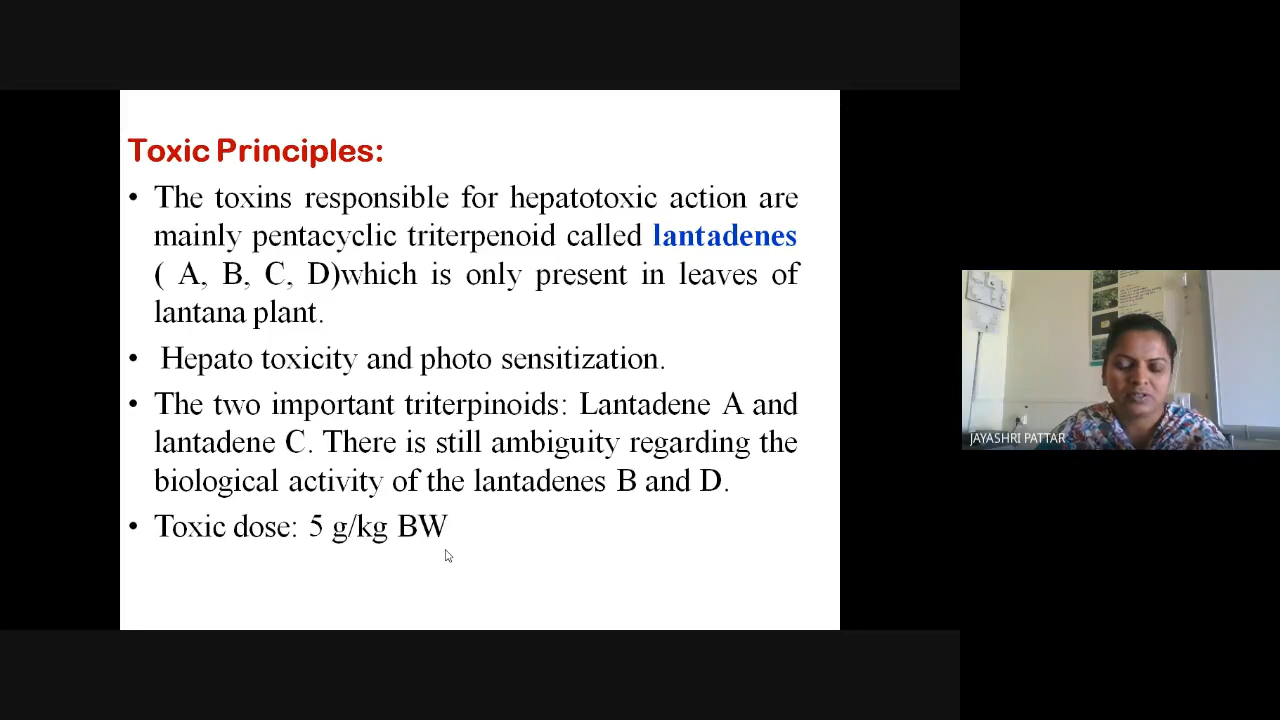 Toxic Principles:
• The toxins responsible for hepatotoxic action are
mainly pentacyclic triterpenoid called lantadenes
( A, B, C, D)which is only present in leaves of
lantana plant.
• Hepato toxicity and photo sensitization.
• The two important triterpinoids: Lantadene A and
lantadene C. There is still ambiguity regarding the
biological activity of the lantadenes B and D.
• Toxic dose: 5 g/kg BW
JAYASHRI PATTAR